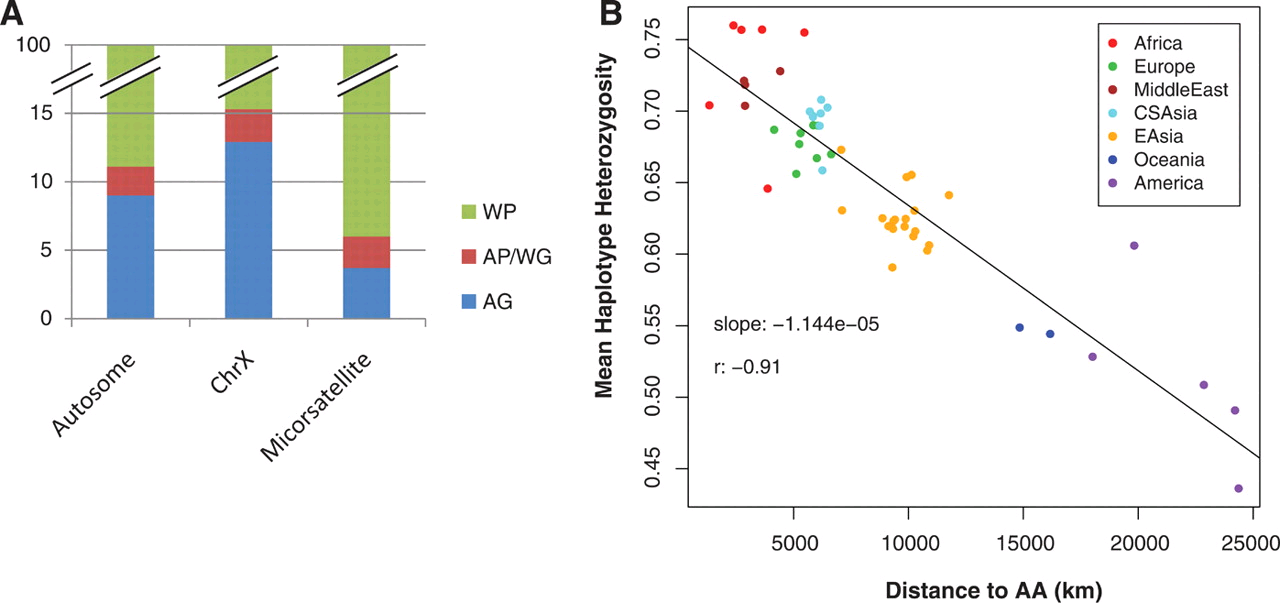 A
100
15
10
5
0
Autosome
ChrX
Micorsatellite
WP
AP/WG
AG
B
Mean Haplotype Heterozygosity
0.75
0.70
0.65
0.60
0.55
0.50
0.45
Africa
Europe
MiddleEast
CSAsia
EAsia
Oceania
America
slope: −1.144e−05
r: −0.91
5000 10000 15000 20000 25000
Distance to AA (km)